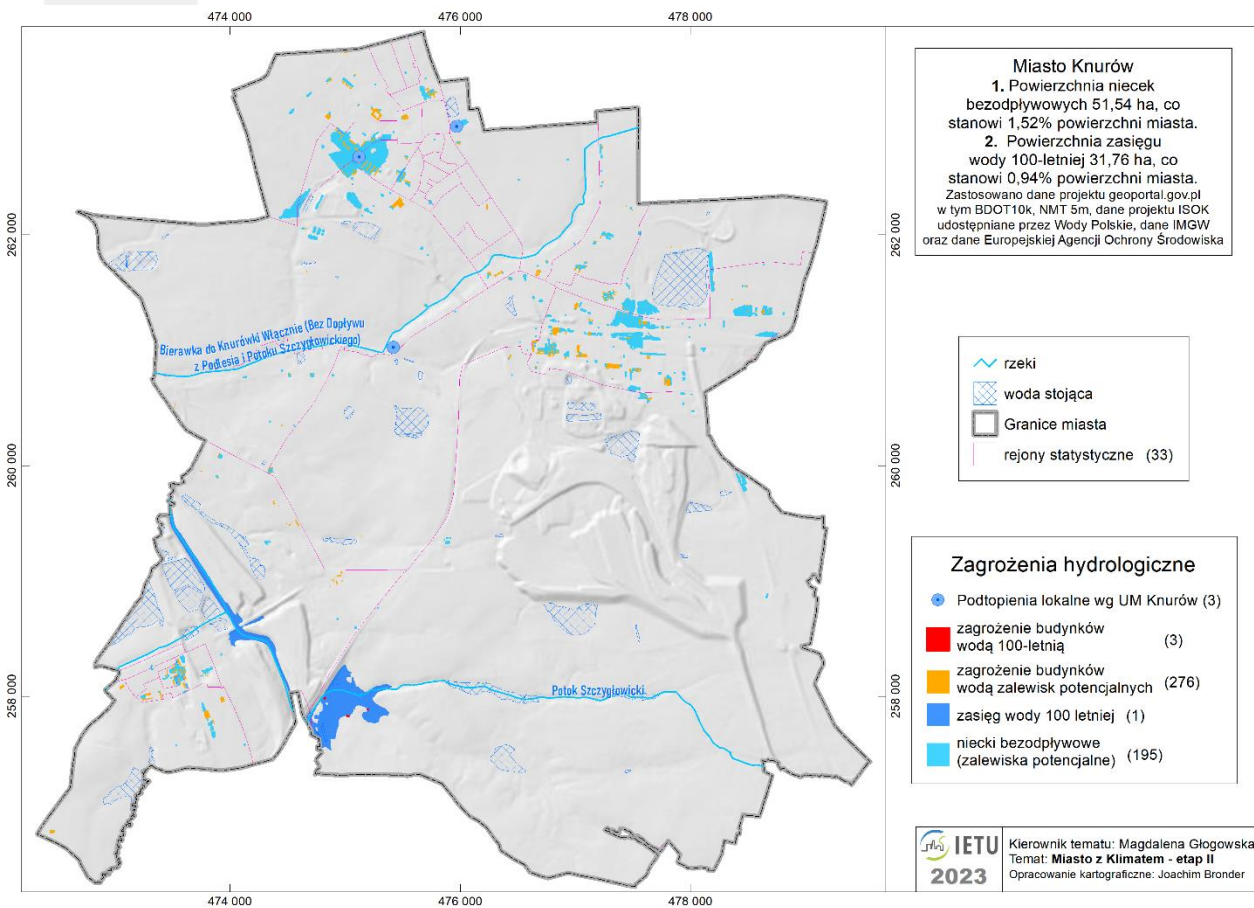 474 000
476 000
478 000
262 000
260 000
258 000
262 000
260 000
258 000
Bierawka do Knurówki Włącznie (Bez Dopływu
z Podlesia i Potoku Szczygłowickiego)
Potok Szczygłowicki
474 000
476 000
478 000
Miasto Knurów
1. Powierzchnia niecek
bezodpływowych 51,54 ha, co
stanowi 1,52% powierzchni miasta.
2. Powierzchnia zasięgu
wody 100-letniej 31,76 ha, co
stanowi 0,94% powierzchni miasta.
Zastosowano dane projektu geoportal.gov.pl
w tym BDOT10k, NMT 5m, dane projektu ISOK
udostępniane przez Wody Polskie, dane IMGW
oraz dane Europejskiej Agencji Ochrony Środowiska
rzeki
woda stojąca
Granice miasta
rejony statystyczne (33)
Zagrożenia hydrologiczne
Podtopienia lokalne wg UM Knurów (3)
zagrożenie budynków
wodą 100-letnią (3)
zagrożenie budynków
wodą zalewisk potencjalnych (276)
zasięg wody 100 letniej (1)
niecki bezodpływowe
(zalewiska potencjalne) (195)
IETU
2023
Kierownik tematu: Magdalena Głogowska
Temat: Miasto z Klimatem - etap II
Opracowanie kartograficzne: Joachim Bronder